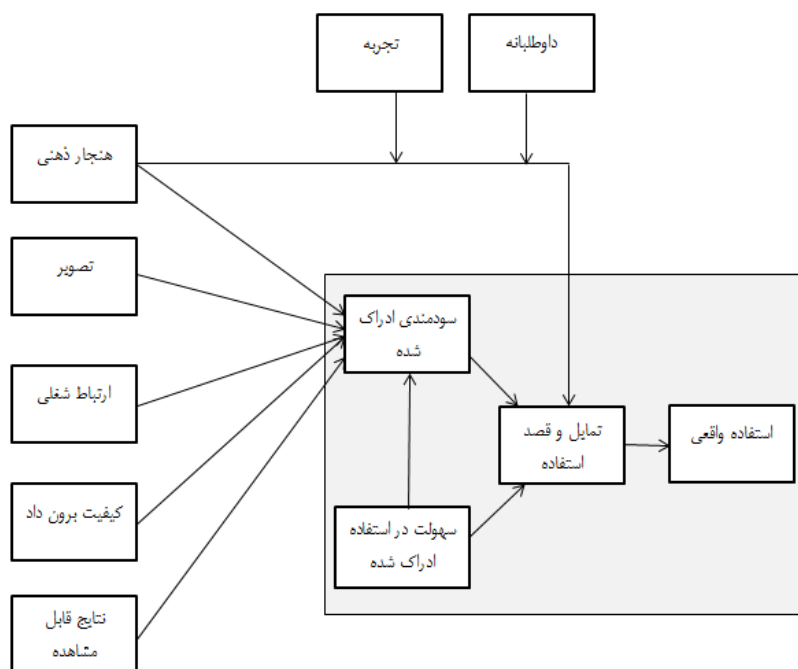 داوطلبانه
تجربه
هنجار ذهنی
تصویر
سودمندی ادراک
شده
ارتباط شغلی
تمایل و قصد
استفاده
استفاده واقعی
کیفیت برون داد
سهولت در استفاده
ادراک شده
نتایج قابل
مشاهده